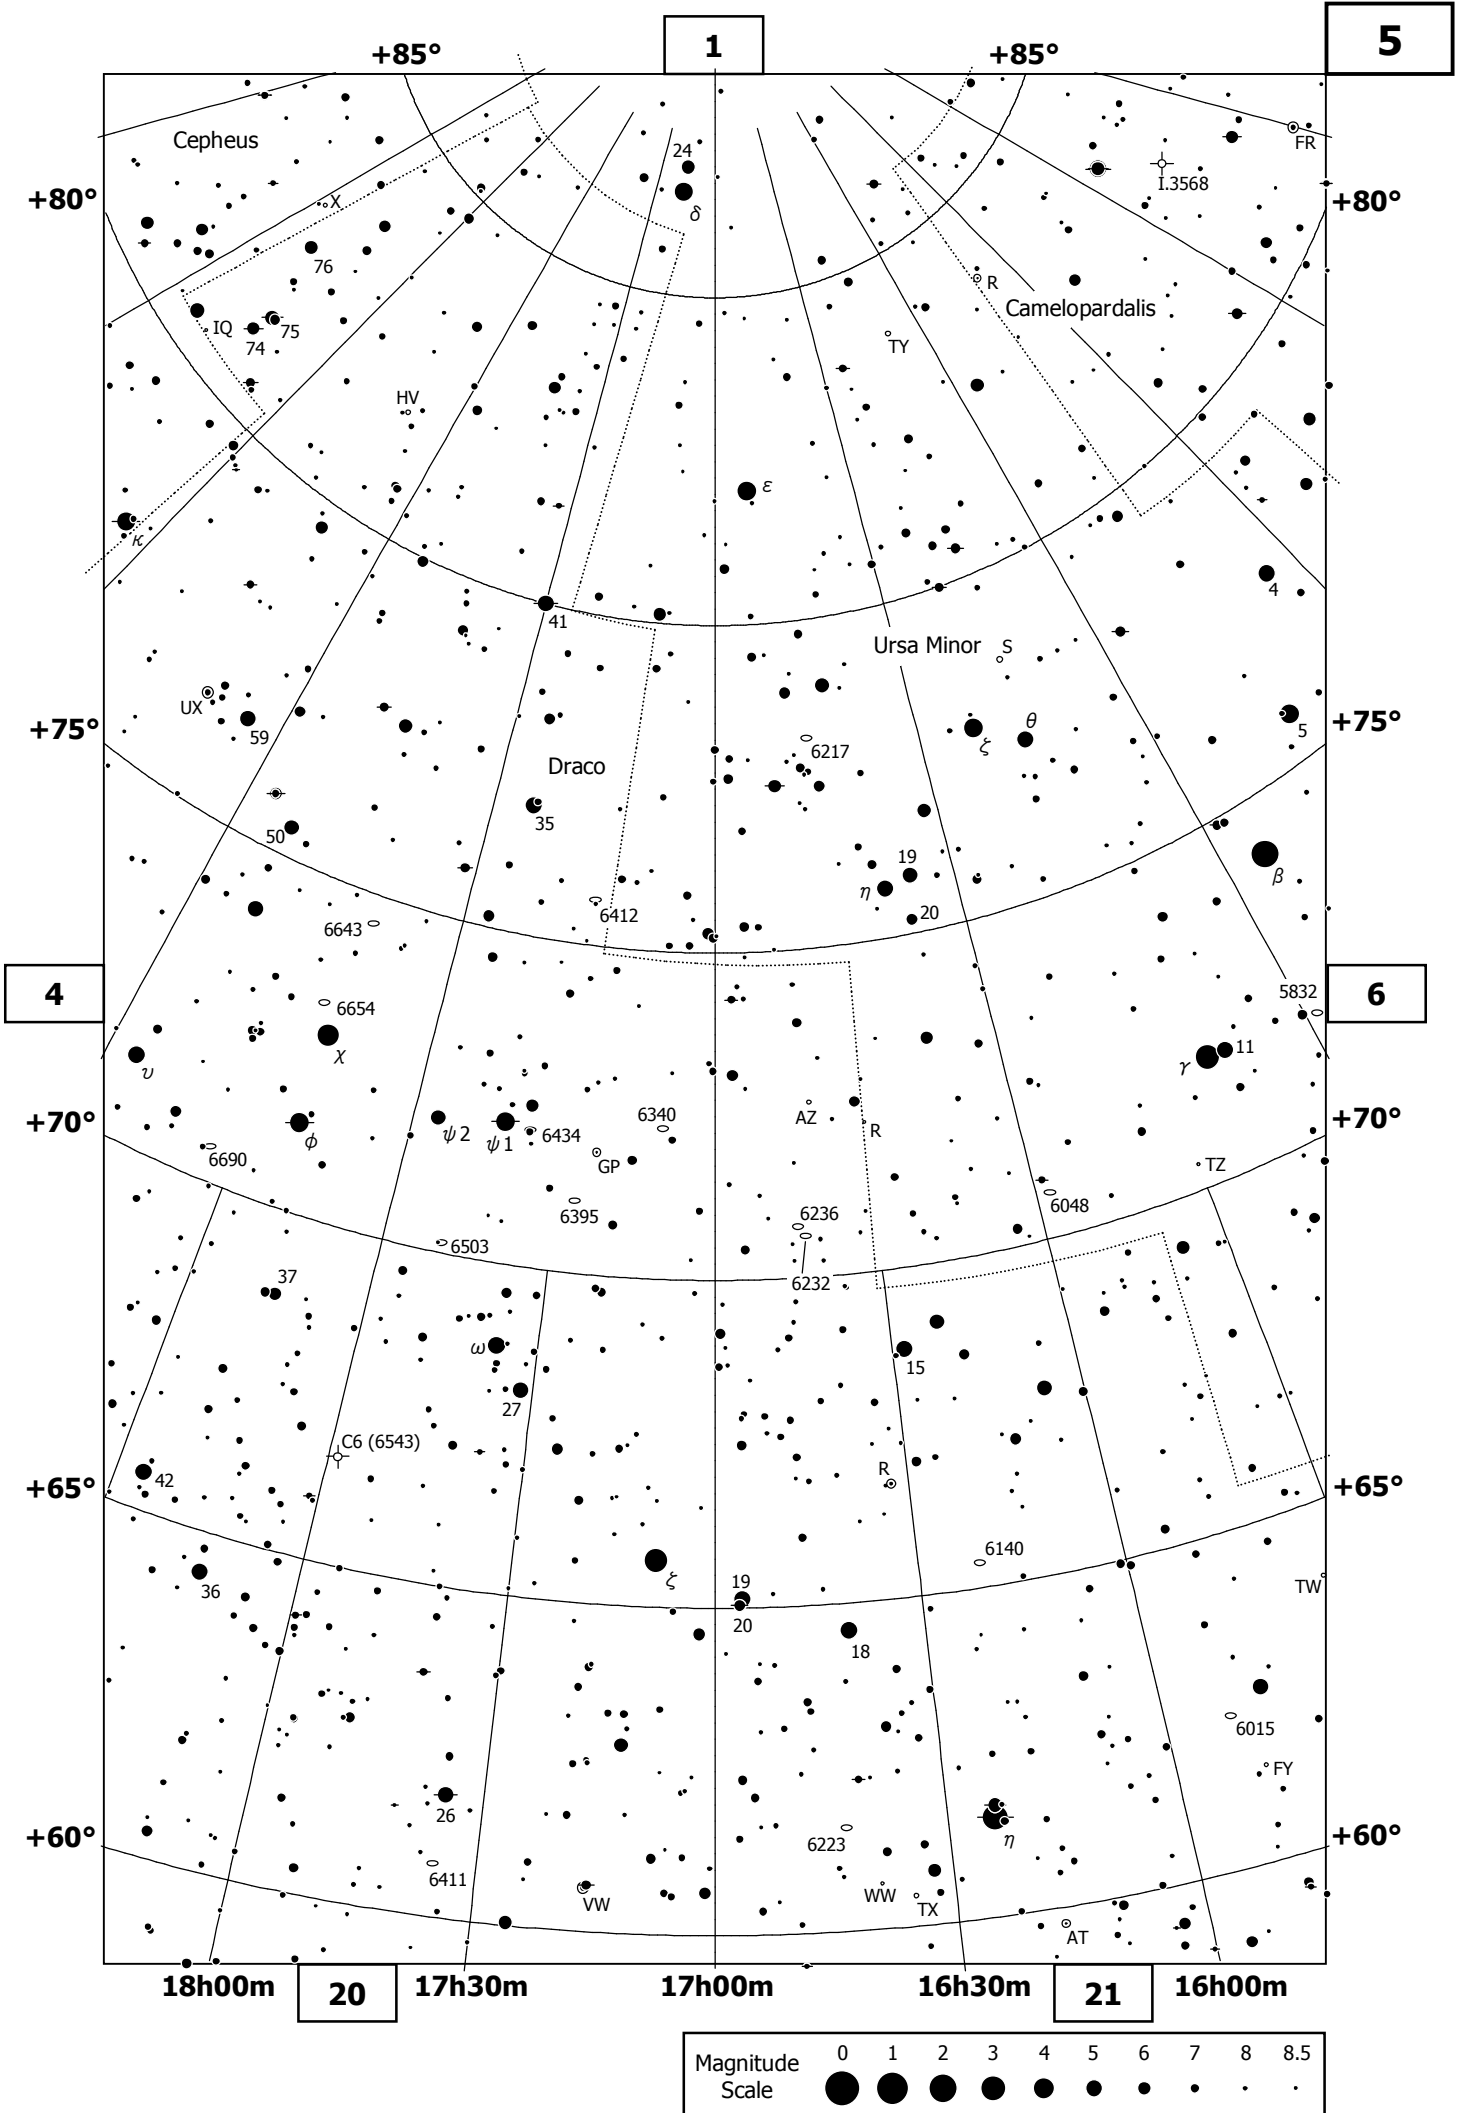 5
1
+85°
+85°
Cepheus
24
FR
I.3568
+80°
X
δ
+80°
76
R
Camelopardalis
IQ
75
74
TY
HV
ε
κ
4
41
Ursa Minor
S
UX
59
+75°
θ
ζ
5
+75°
6217
Draco
35
50
19
η
β
20
6412
6643
4
6
5832
6654
χ
υ
11
γ
+70°
ψ 2
ψ 1
6434
6340
AZ
R
+70°
ϕ
6690
GP
TZ
6395
6236
6048
6503
6232
37
ω
15
27
C6 (6543)
42
R
+65°
+65°
6140
36
ζ
19
20
18
TW
6015
FY
26
η
+60°
+60°
6223
6411
VW
WW
TX
AT
18h00m
20
17h30m
17h00m
16h30m
21
16h00m
Magnitude
Scale
0 1 2 3 4 5 6 7 8 8.5